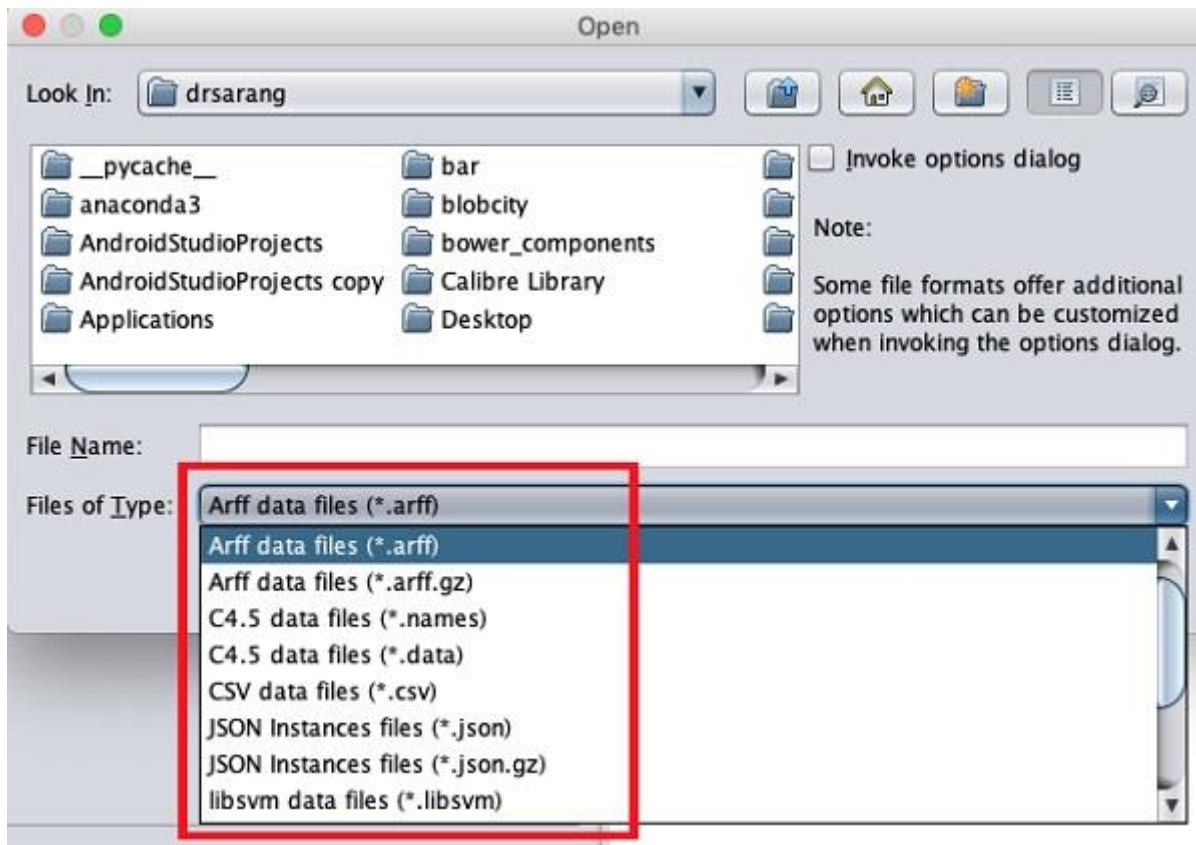 Open
Look In:
drsarang
__pycache__
anaconda3
AndroidStudioProjects
AndroidStudioProjects copy
Applications
bar
blobcity
bower_components
Calibre Library
Desktop
Invoke options dialog
Note:
Some file formats offer additional
options which can be customized
when invoking the options dialog.
File Name:
Files of Type:
Arff data files (*.arff)
Arff data files (*.arff)
Arff data files (*.arff.gz)
C4.5 data files (*.names)
C4.5 data files (*.data)
CSV data files (*.csv)
JSON Instances files (*.json)
JSON Instances files (*.json.gz)
libsvm data files (*.libsvm)